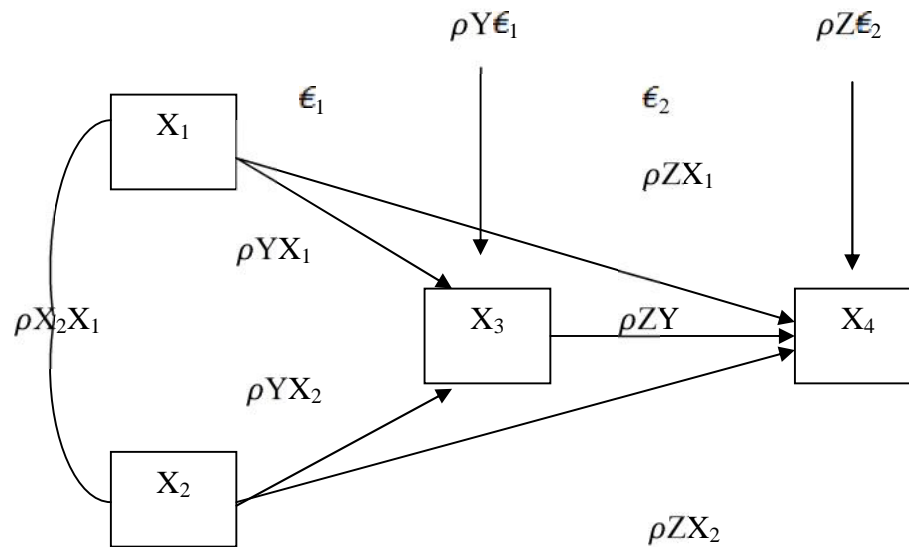 ρY€₁ ρZ€₂
X₁ €₁ €₂
ρZX₁
ρYX₁
ρX₂X₁ X₃ ρZY X₄
ρYX₂
X₂
ρZX₂